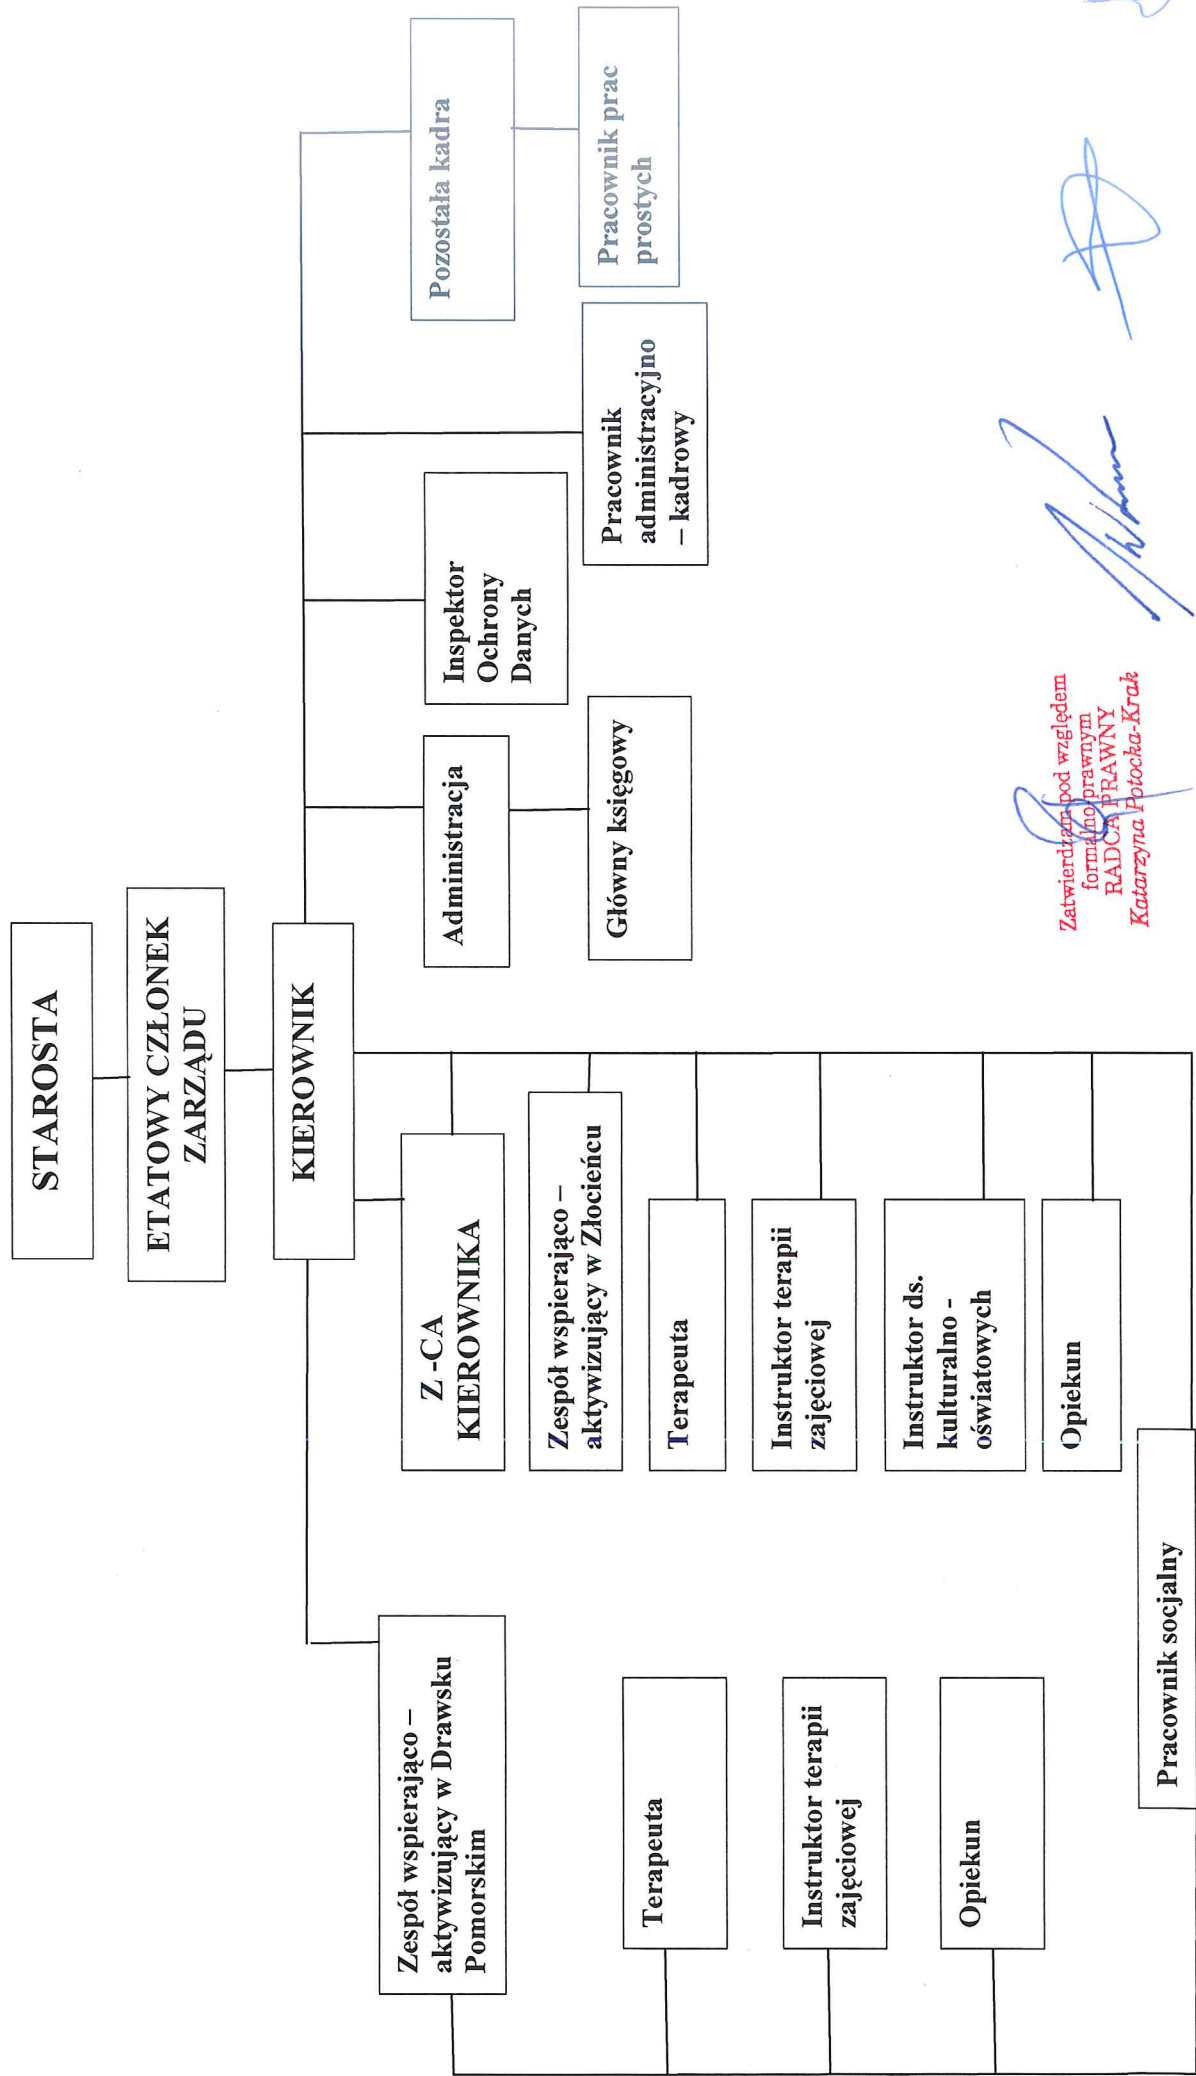 STAROSTA
ETATOWY CZŁONEK
ZARZĄDU
KIEROWNIK
Zespół wspierająco –
aktywizujący w Drawsku
Pomorskim
Terapeuta
Instruktor terapii
zajęciowej
Opiekun
Z -CA
KIEROWNIKA
Zespół wspierająco –
aktywizujący w Złocieńcu
Terapeuta
Instruktor terapii
zajęciowej
Instruktor ds.
kulturalno -
oświatowych
Opiekun
Pracownik socjalny
Administracja
Główny księgowy
Inspektor
Ochrony
Danych
Pracownik
administracyjno
– kadrowy
Pozostała kadra
Pracownik prac
prostych
Zatwierdzam pod względem
formalno prawnym
RADCA PRAWNY
Katarzyna Potocka-Krak